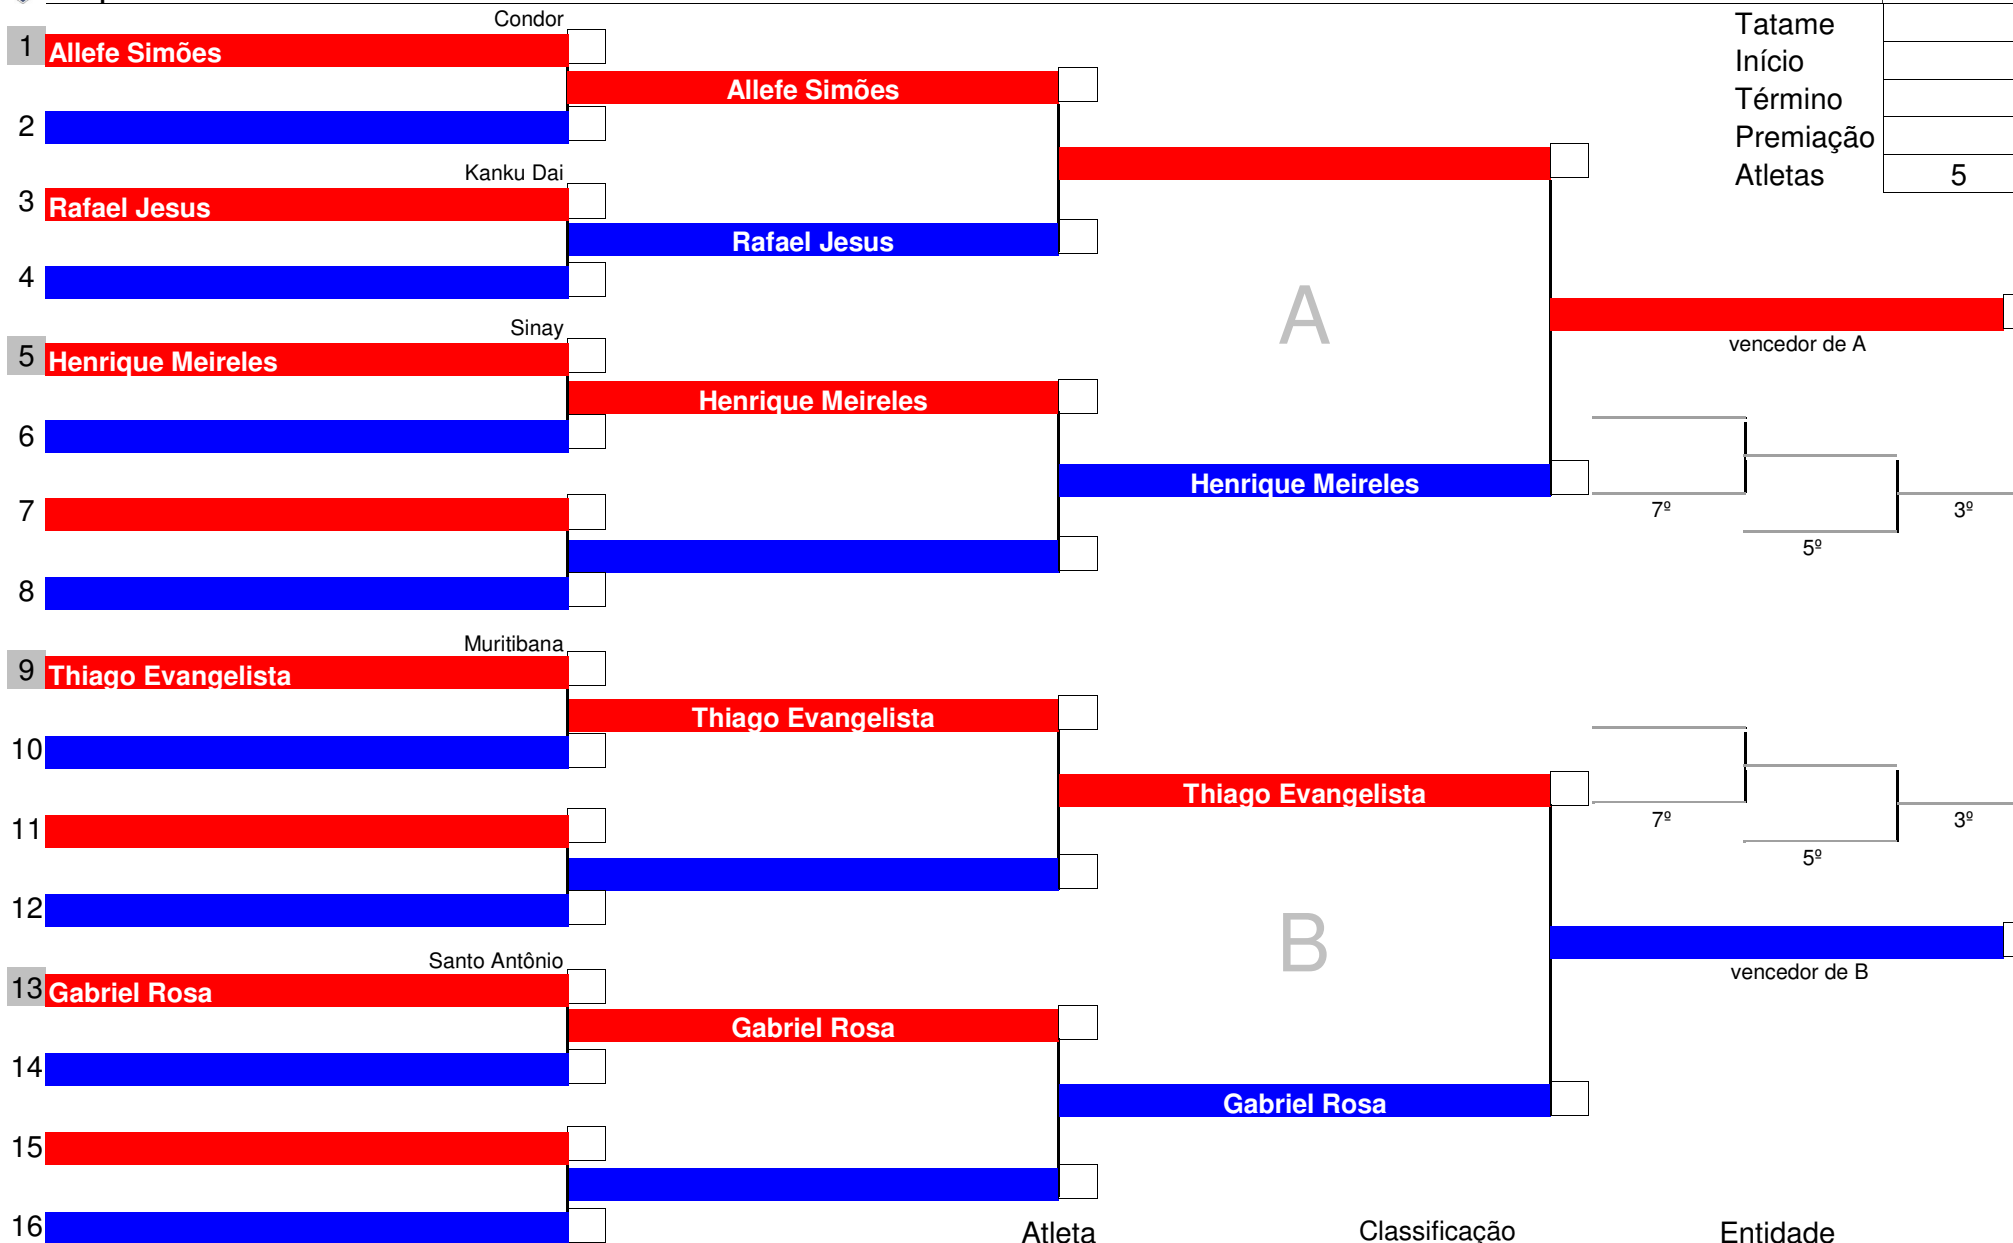 Condor
Tatame
1 Allefe Simões
Início
Allefe Simões
Término
2
Premiação
Kanku Dai
Atletas 5
3 Rafael Jesus
Rafael Jesus
4
A
Sinay
vencedor de A
5 Henrique Meireles
Henrique Meireles
6
Henrique Meireles
7
7º 3º
5º
8
Muritibana
9 Thiago Evangelista
Thiago Evangelista
10
Thiago Evangelista
7º 3º
11
5º
12
B
Santo Antônio
vencedor de B
13 Gabriel Rosa
Gabriel Rosa
14
Gabriel Rosa
15
16
Atleta Classificação Entidade